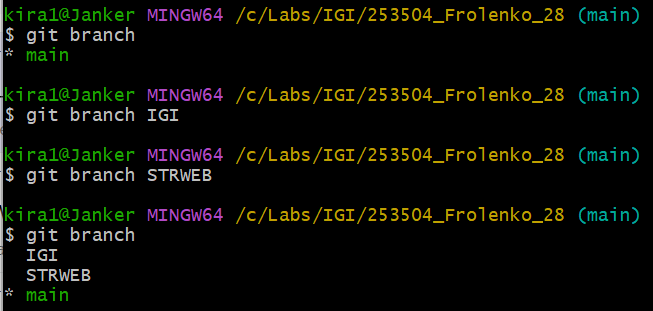 kira1@Janker MINGW64 /c/Labs/IGI/253504_Frolenko_28 (main)
$ git branch
* main
kira1@Janker MINGW64 /c/Labs/IGI/253504_Frolenko_28 (main)
$ git branch IGI
kira1@Janker MINGW64 /c/Labs/IGI/253504_Frolenko_28 (main)
$ git branch STRWEB
kira1@Janker MINGW64 /c/Labs/IGI/253504_Frolenko_28 (main)
$ git branch
  IGI
  STRWEB
* main